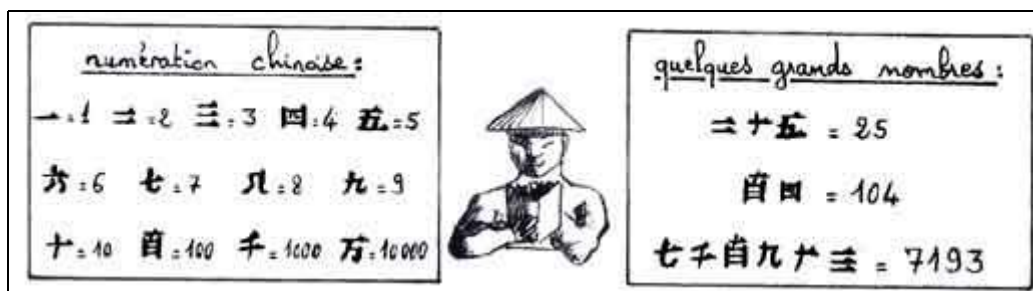 numération chinoise :
一=1 二=2 三=3 四=4 五=5
六=6 七=7 八=8 九=9
十=10 百=100 千=1000 万=10000
quelques grands nombres :
二十五 = 25
百四 = 104
七千百九十三 = 7193